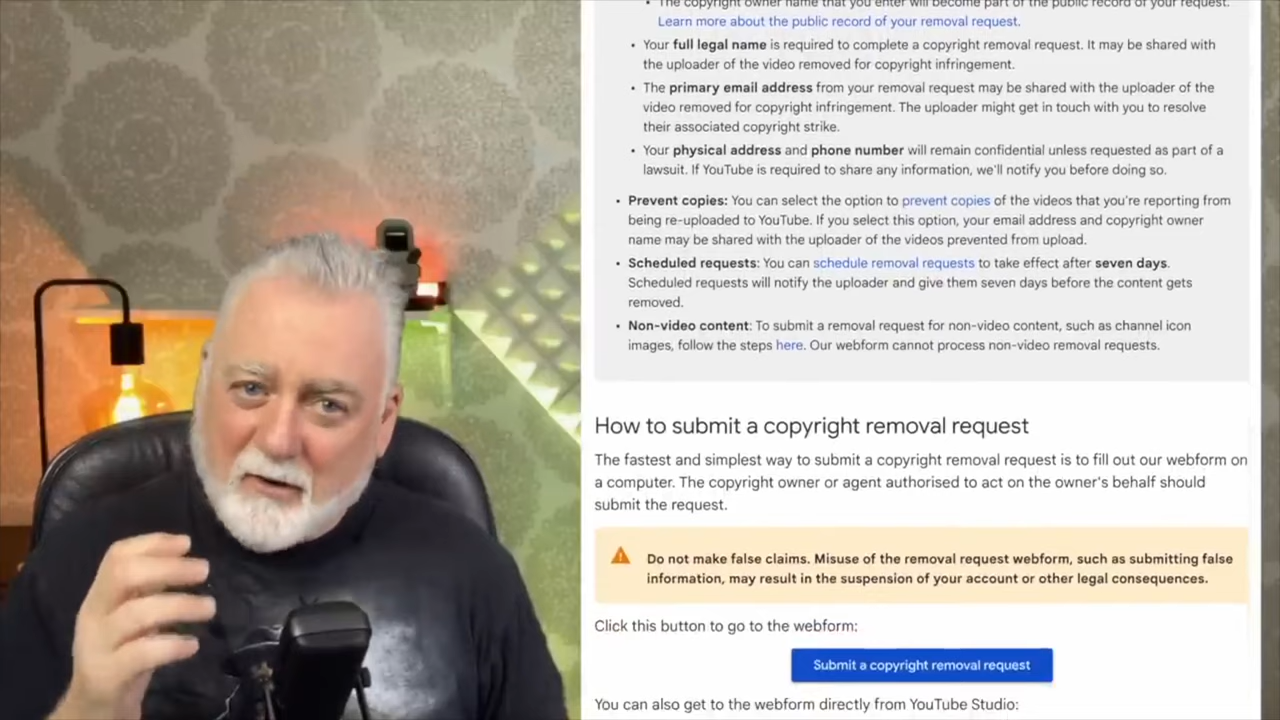 The copyright owner name that you enter will become part of the public record of your request.
Learn more about the public record of your removal request.
• Your full legal name is required to complete a copyright removal request. It may be shared with
the uploader of the video removed for copyright infringement.
• The primary email address from your removal request may be shared with the uploader of the
video removed for copyright infringement. The uploader might get in touch with you to resolve
their associated copyright strike.
• Your physical address and phone number will remain confidential unless requested as part of a
lawsuit. If YouTube is required to share any information, we'll notify you before doing so.
• Prevent copies: You can select the option to prevent copies of the videos that you're reporting from
being re-uploaded to YouTube. If you select this option, your email address and copyright owner
name may be shared with the uploader of the videos prevented from upload.
• Scheduled requests: You can schedule removal requests to take effect after seven days.
Scheduled requests will notify the uploader and give them seven days before the content gets
removed.
• Non-video content: To submit a removal request for non-video content, such as channel icon
images, follow the steps here. Our webform cannot process non-video removal requests.
How to submit a copyright removal request
The fastest and simplest way to submit a copyright removal request is to fill out our webform on
a computer. The copyright owner or agent authorised to act on the owner's behalf should
submit the request.
Do not make false claims. Misuse of the removal request webform, such as submitting false
information, may result in the suspension of your account or other legal consequences.
Click this button to go to the webform:
Submit a copyright removal request
You can also get to the webform directly from YouTube Studio: